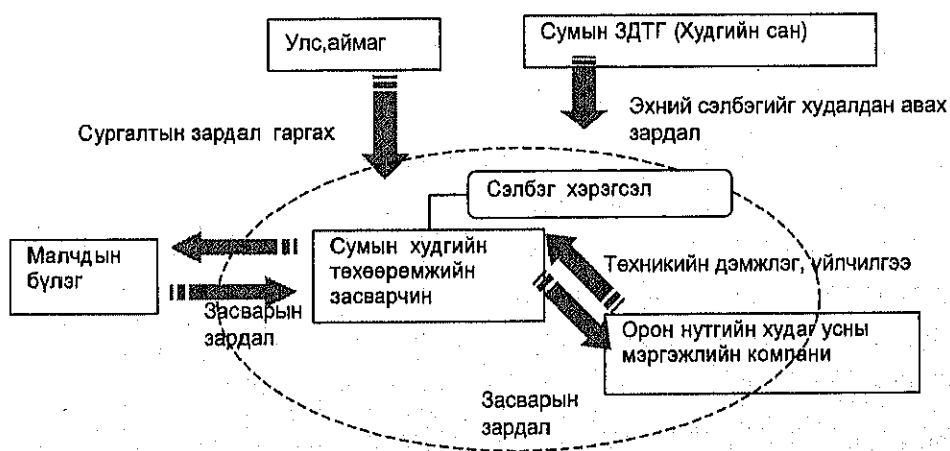 Улс,аймаг
Сумын ЗДТГ (Худгийн сан)
Сургалтын зардал гаргах
Эхний сэлбэгийг худалдан авах
зардал
Сэлбэг хэрэгсэл
Малчдын
бүлэг
Сумын худгийн
төхөөрөмжийн
засварчин
Техникийн дэмжлэг, үйлчилгээ
Засварын
зардал
Орон нутгийн худаг усны
мэргэжлийн компани
Засварын
зардал